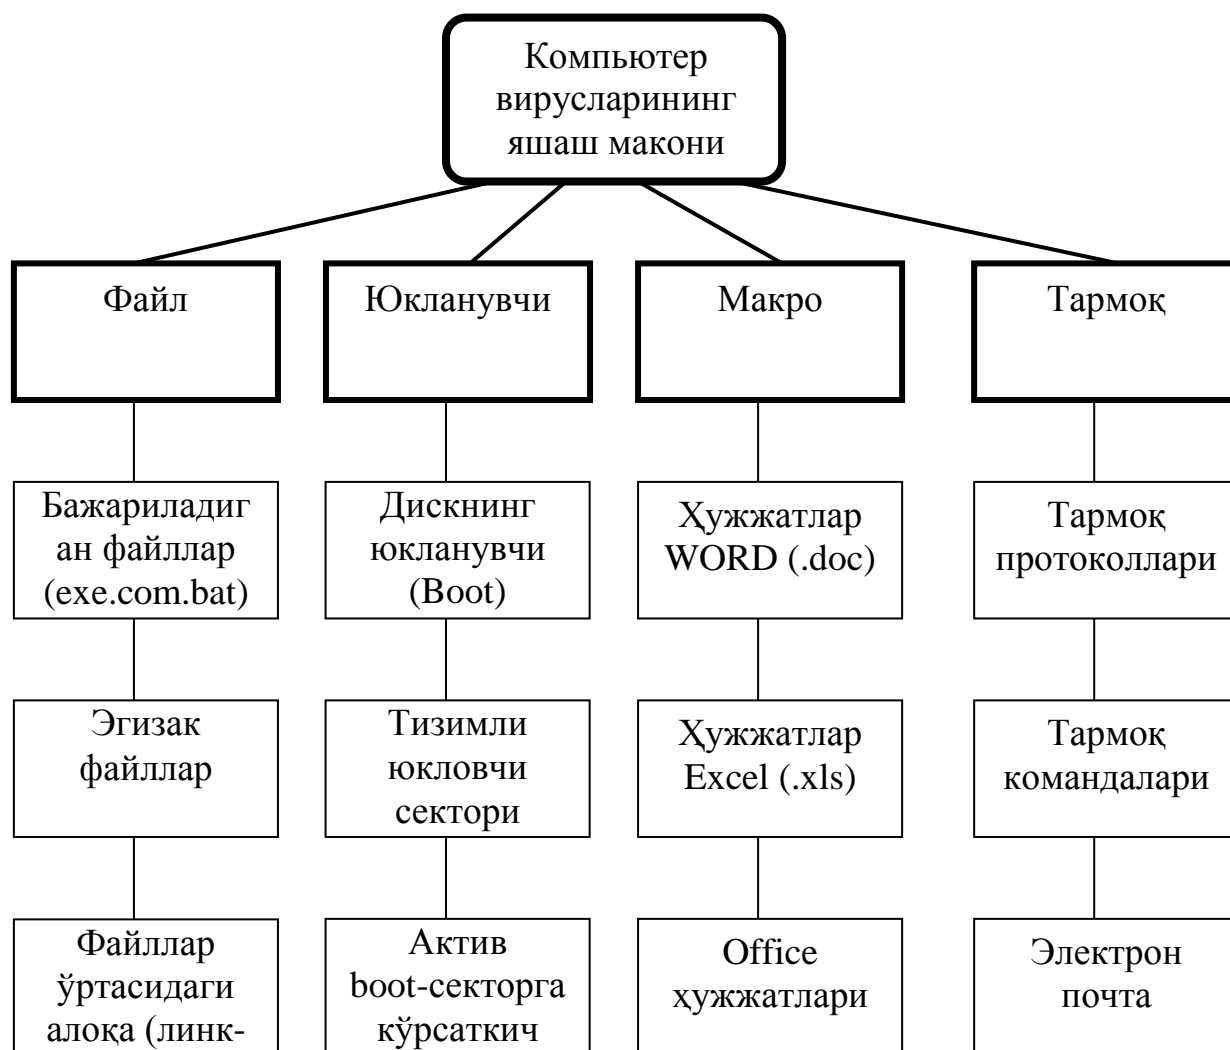 Компьютер
вирусларининг
яшаш макони
Файл
Юкланувчи
Макро
Тармоқ
Бажариладиг
ан файллар
(exe.com.bat)
Дискнинг
юкланувчи
(Boot)
Ҳужжатлар
WORD (.doc)
Тармоқ
протоколлари
Эгизак
файллар
Тизимли
юкловчи
сектори
Ҳужжатлар
Excel (.xls)
Тармоқ
командалари
Файллар
ўртасидаги
алоқа (линк-
Актив
boot-секторга
кўрсаткич
Office
ҳужжатлари
Электрон
почта